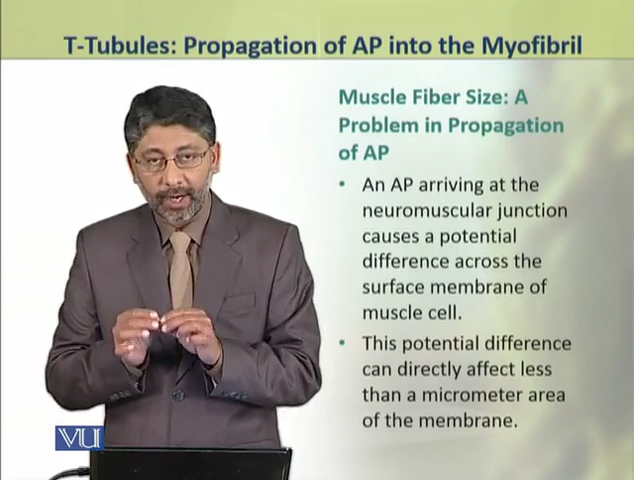 T-Tubules: Propagation of AP into the Myofibril
Muscle Fiber Size: A
Problem in Propagation
of AP
• An AP arriving at the
neuromuscular junction
causes a potential
difference across the
surface membrane of
muscle cell.
• This potential difference
can directly affect less
than a micrometer area
of the membrane.
VU